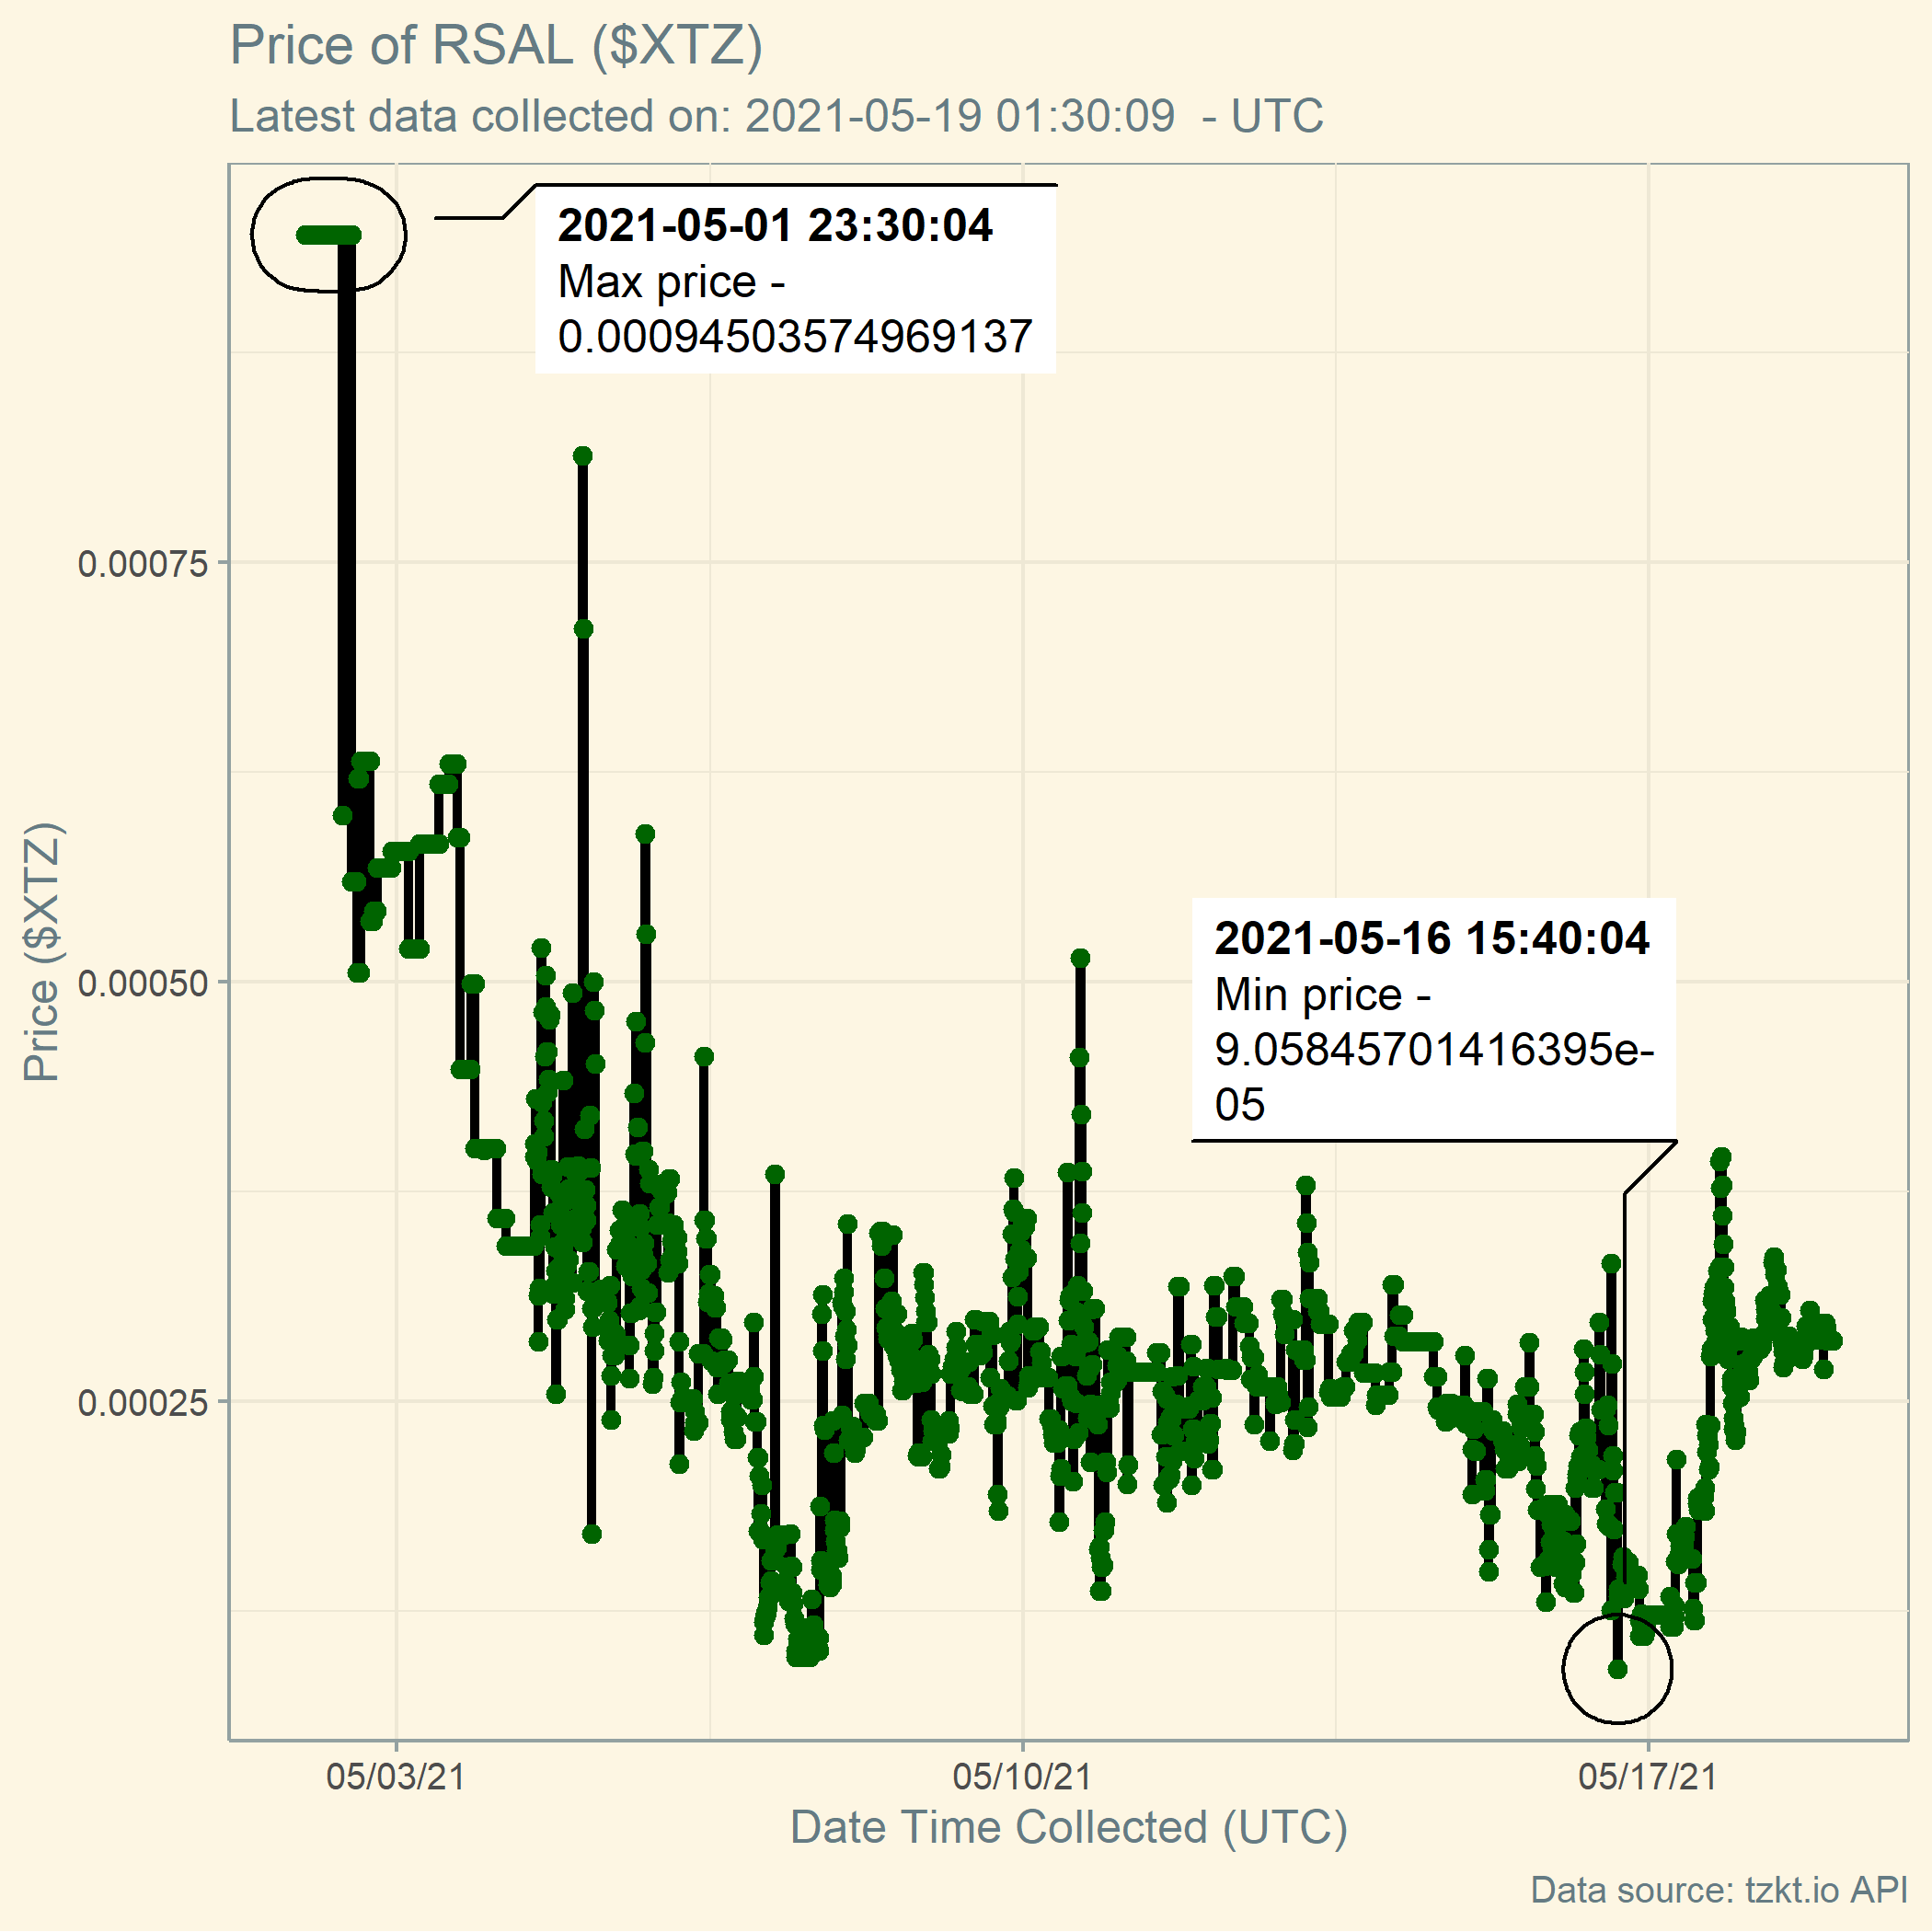 Price of RSAL ($XTZ)
Latest data collected on: 2021-05-19 01:30:09  - UTC
2021-05-01 23:30:04
Max price -
0.00094503574969137
0.00075
Price ($XTZ)
2021-05-16 15:40:04
Min price -
9.05845701416395e-
05
0.00050
0.00025
05/03/21
05/10/21
05/17/21
Date Time Collected (UTC)
Data source: tzkt.io API